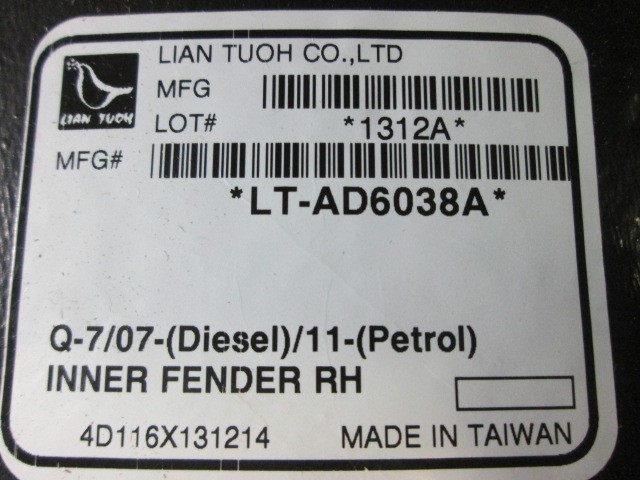 LIAN TUOH CO.,LTD
LIAN TUOH
MFG
LOT#
*1312A*
MFG#
*LT-AD6038A*
Q-7/07-(Diesel)/11-(Petrol)
INNER FENDER RH
4D116X131214 MADE IN TAIWAN